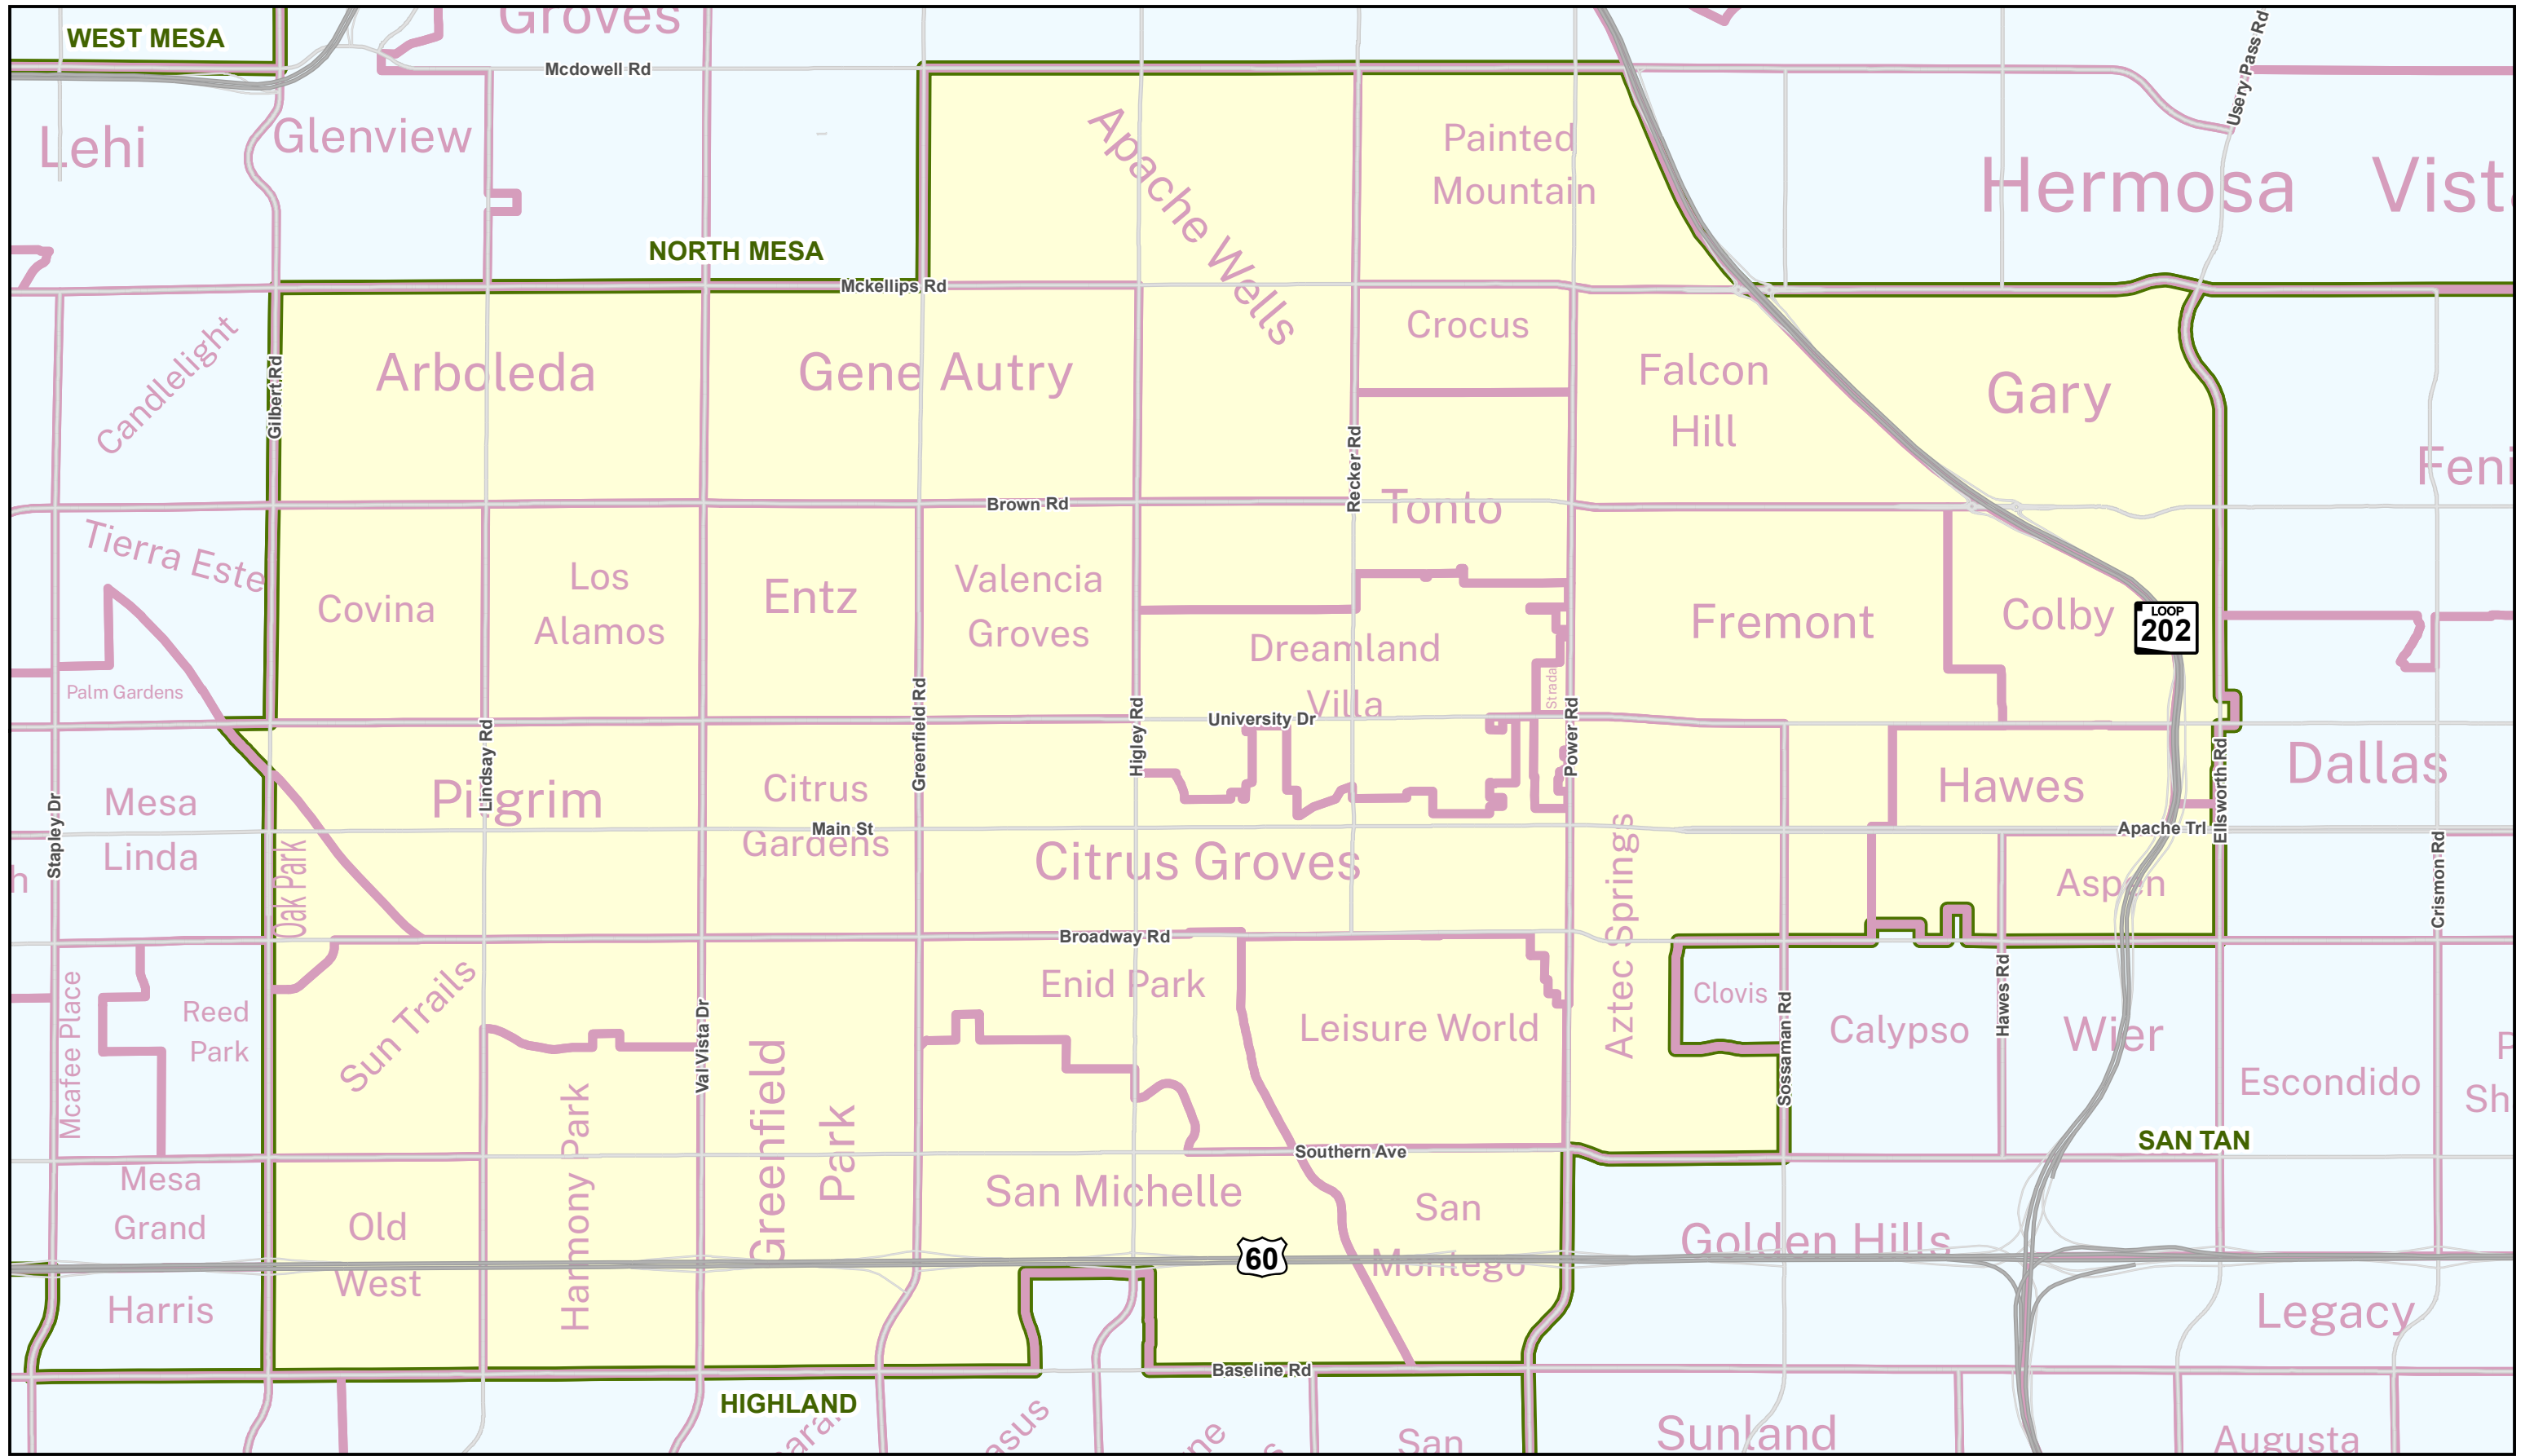 Groves
WEST MESA
Mcdowell Rd
Usery Pass Rd
Lehi
Glenview
Apache Wells
Painted
Mountain
Hermosa Vist
NORTH MESA
Mckellips Rd
Candlelight
Gilbert Rd
Arboleda
Gene Autry
Crocus
Falcon
Hill
Gary
Recker Rd
Feni
Brown Rd
Tonto
Tierra Este
Covina
Los
Alamos
Entz
Valencia
Groves
Dreamland
Villa
Strada
Fremont
Colby
LOOP
202
Palm Gardens
University Dr
Lindsay Rd
Greenfield Rd
Higley Rd
Power Rd
Ellsworth Rd
Mesa
Linda
Stapley Dr
h
Pilgrim
Citrus
Gardens
Main St
Citrus Groves
Oak Park
Aztec Springs
Hawes
Dallas
Apache Trl
Aspen
Crismon Rd
Broadway Rd
Mcafee Place
Reed
Park
Sun Trails
Val Vista Dr
Enid Park
Leisure World
Clovis
Sossaman Rd
Calypso
Hawes Rd
Wier
Escondido
P
Sh
Harmony Park
Greenfield
Park
Southern Ave
SAN TAN
Mesa
Grand
Old
West
San Michelle
San
Montego
Golden Hills
60
Harris
Legacy
Baseline Rd
HIGHLAND
asus
ne
San
Sunland
Augusta